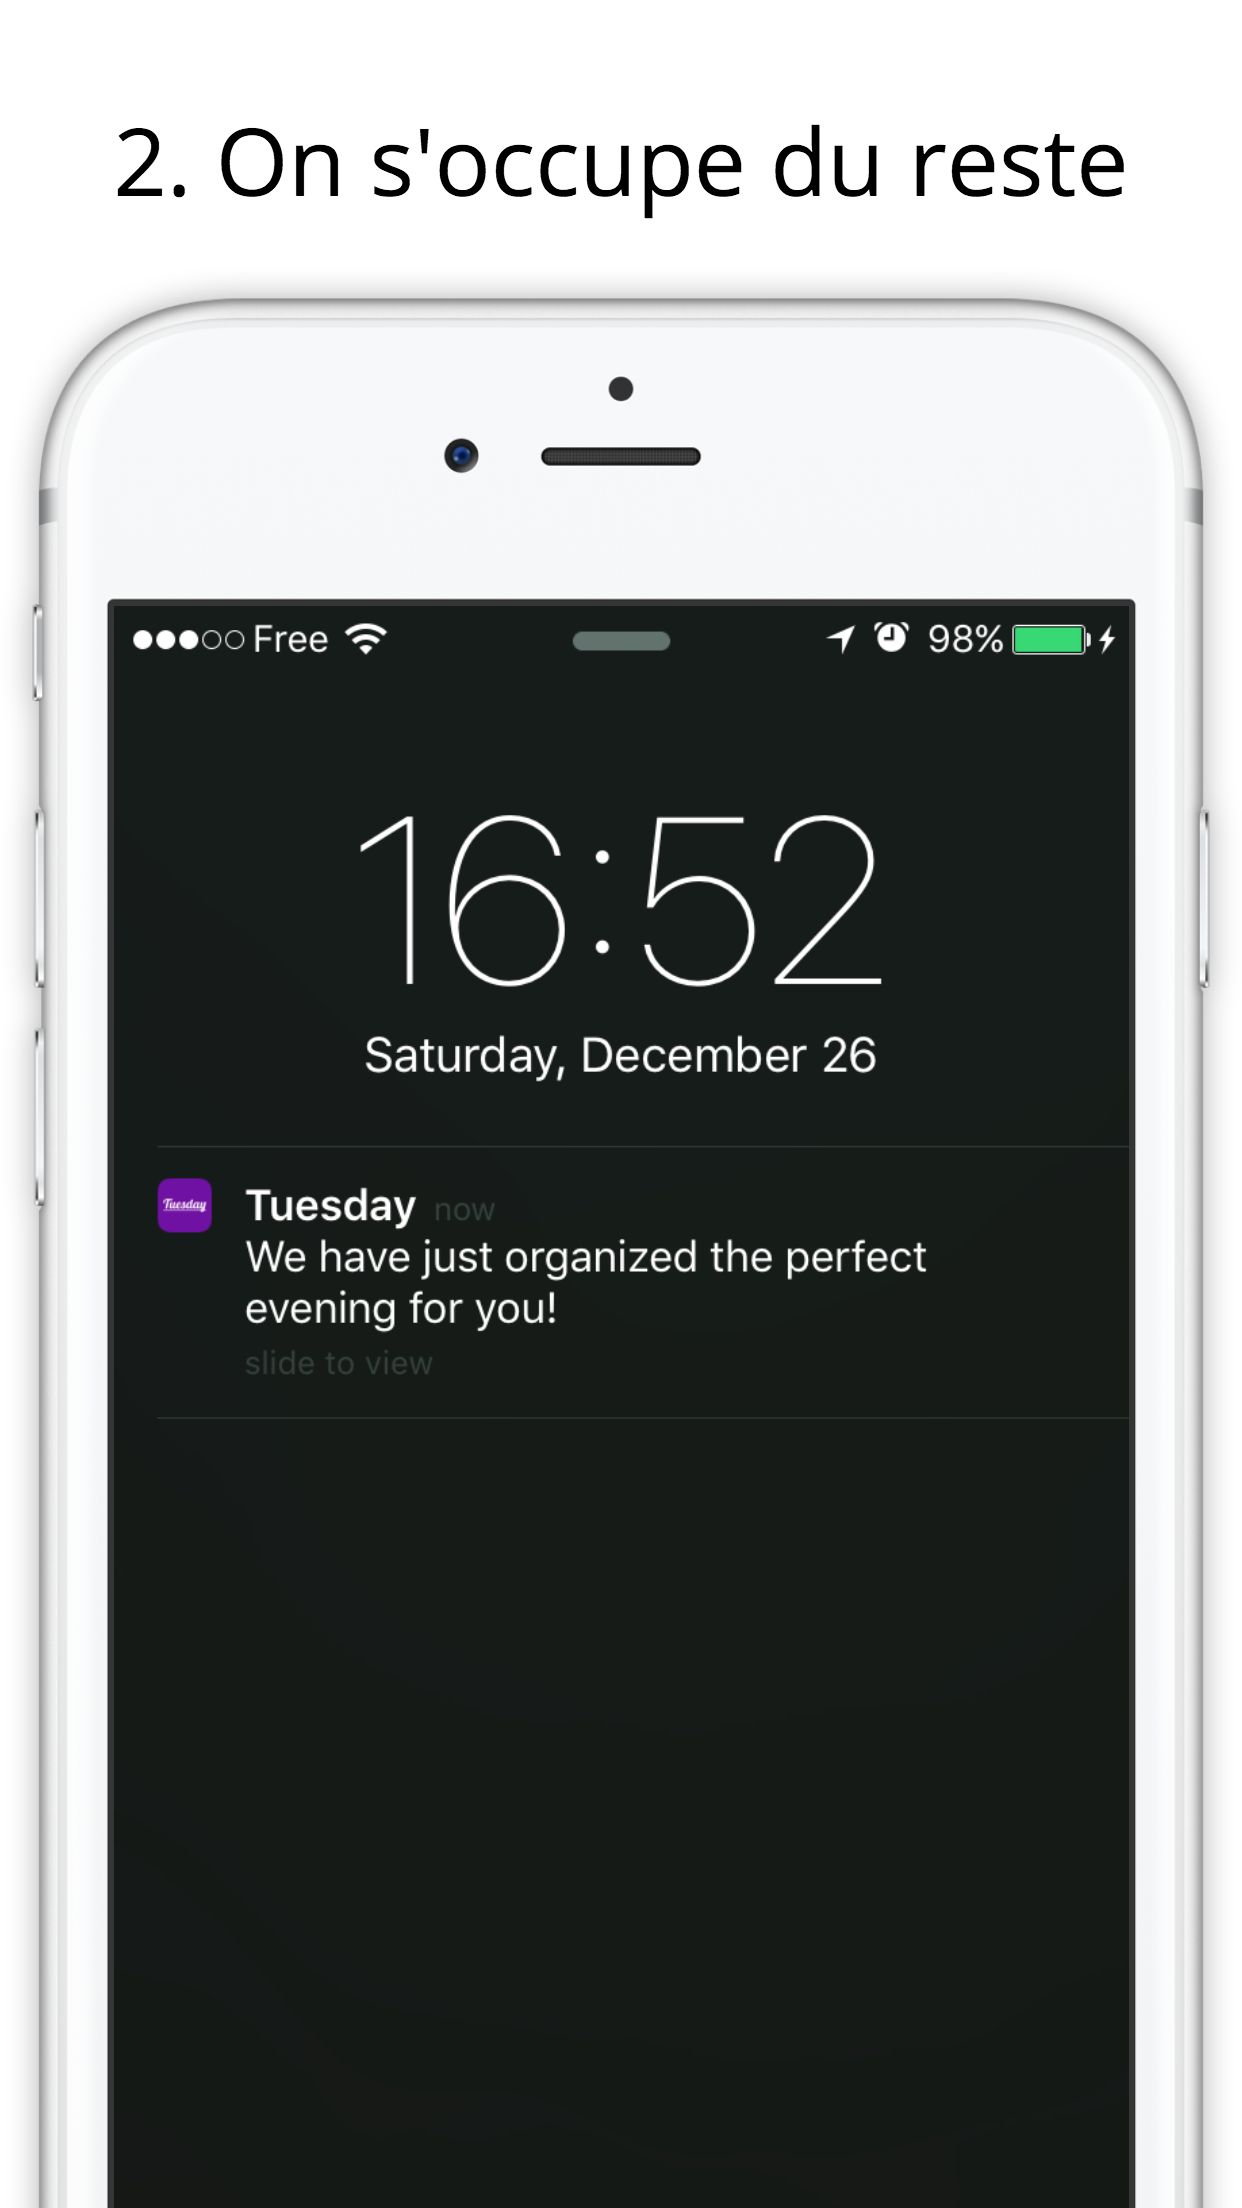 2. On s'occupe du reste
Free 98%
16:52
Saturday, December 26
Tuesday
Tuesday now
We have just organized the perfect
evening for you!
slide to view